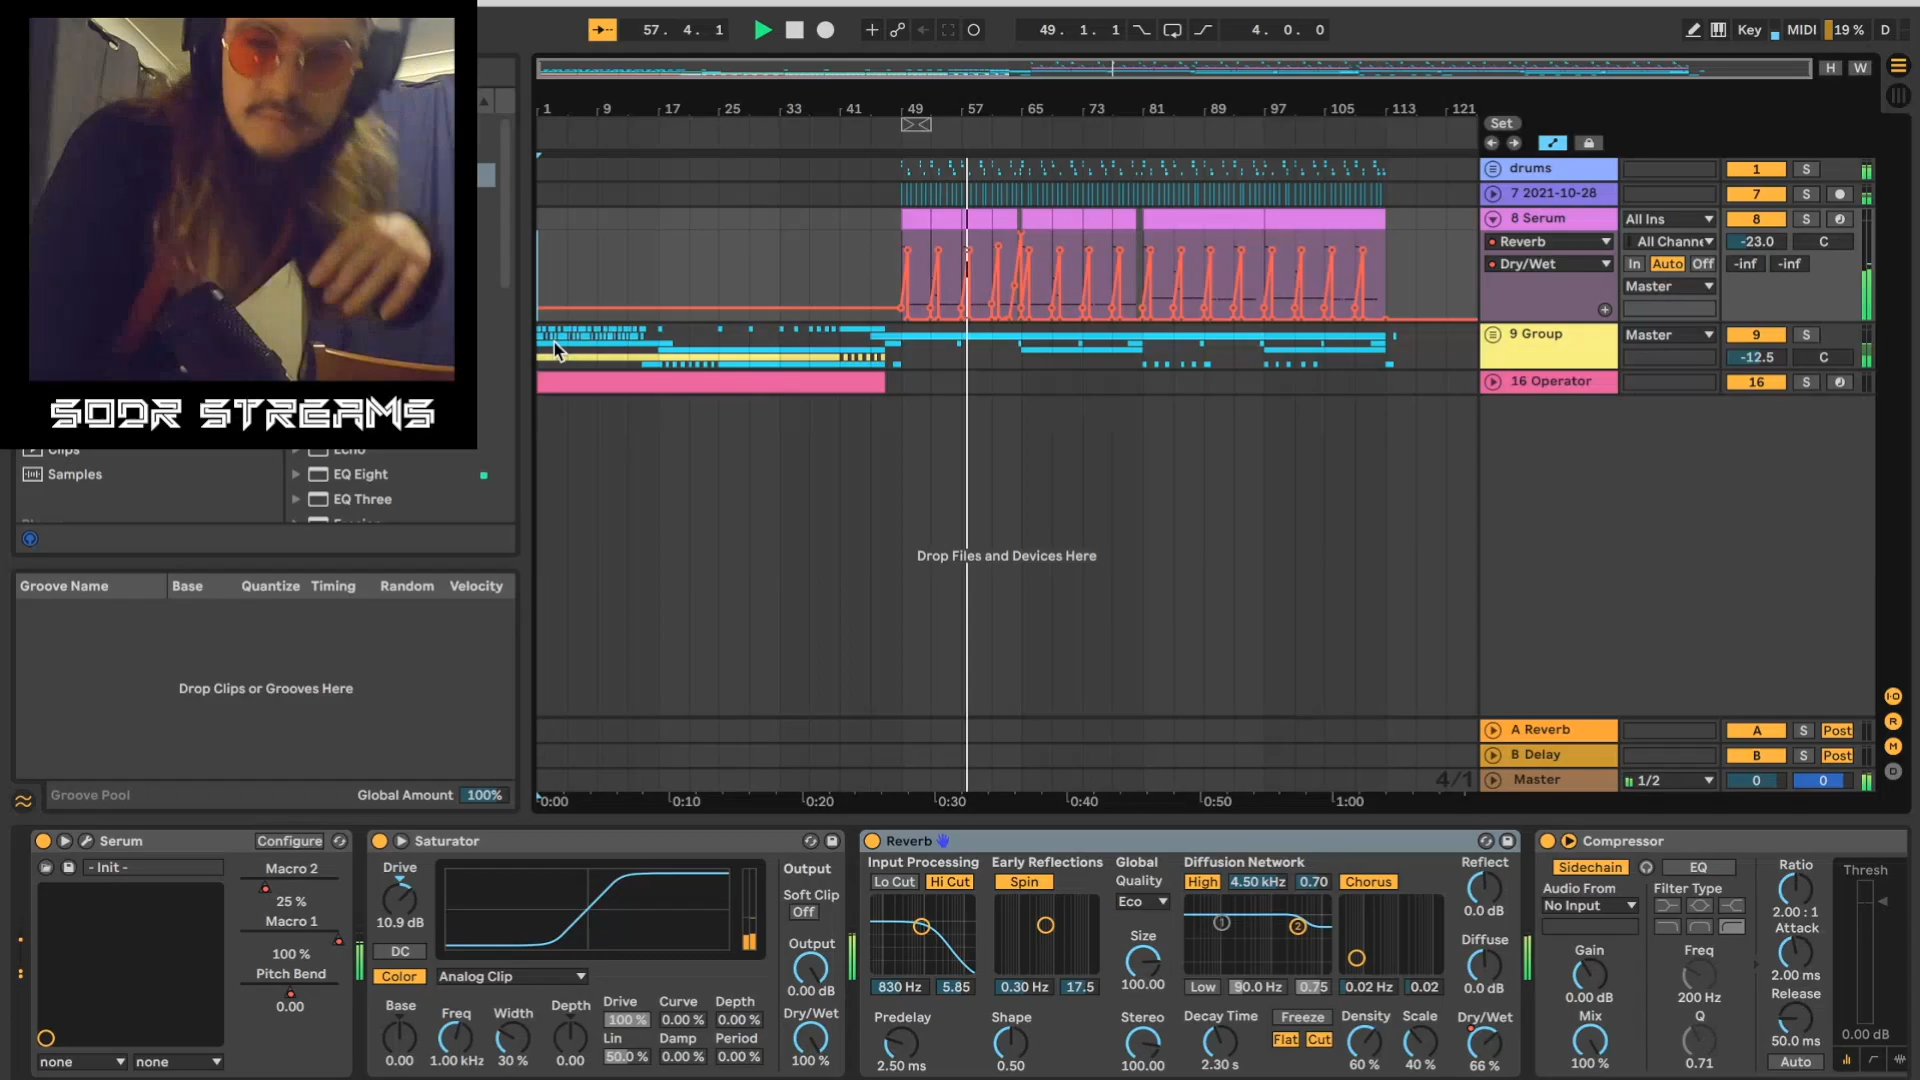 57. 4. 1
49. 1. 1
4. 0. 0
Key
MIDI
19 %
D
H
W
1
9
17
25
33
41
49
57
65
73
81
89
97
105
113
121
Set
drums
1
S
7 2021-10-28
7
S
8 Serum
All Ins
8
S
Reverb
All Channe
-23.0
C
Dry/Wet
In
Auto
Off
-inf
-inf
Master
9 Group
Master
9
S
-12.5
C
16 Operator
16
S
SODR STREAMS
Clips
Echo
Samples
EQ Eight
EQ Three
Drop Files and Devices Here
Groove Name
Base
Quantize
Timing
Random
Velocity
Drop Clips or Grooves Here
Groove Pool
Global Amount
100%
A Reverb
A
S
Post
B Delay
B
S
Post
4/1
Master
1/2
0
0
0:00
0:10
0:20
0:30
0:40
0:50
1:00
Serum
Configure
- Init -
Macro 2
25 %
Macro 1
100 %
Pitch Bend
0.00
none
none
Saturator
Drive
10.9 dB
DC
Color
Analog Clip
Output
Soft Clip
Off
Output
0.00 dB
Base
0.00
Freq
1.00 kHz
Width
30 %
Depth
0.00
Drive
Curve
Depth
100 %
0.00 %
0.00 %
Lin
Damp
Period
50.0 %
0.00 %
0.00 %
Dry/Wet
100 %
Reverb
Input Processing
Early Reflections
Global
Diffusion Network
Reflect
Lo Cut
Hi Cut
Spin
Quality
High
4.50 kHz
0.70
Chorus
Eco
0.0 dB
1
2
Size
Diffuse
830 Hz
5.85
0.30 Hz
17.5
100.00
Low
90.0 Hz
0.75
0.02 Hz
0.02
0.0 dB
Predelay
Shape
Stereo
Decay Time
Freeze
Density
Scale
Dry/Wet
Flat
Cut
2.50 ms
0.50
100.00
2.30 s
60 %
40 %
66 %
Compressor
Sidechain
EQ
Ratio
Thresh
Audio From
Filter Type
No Input
2.00 : 1
Attack
Gain
Freq
2.00 ms
0.00 dB
200 Hz
Release
Mix
Q
50.0 ms
0.00 dB
100 %
0.71
Auto